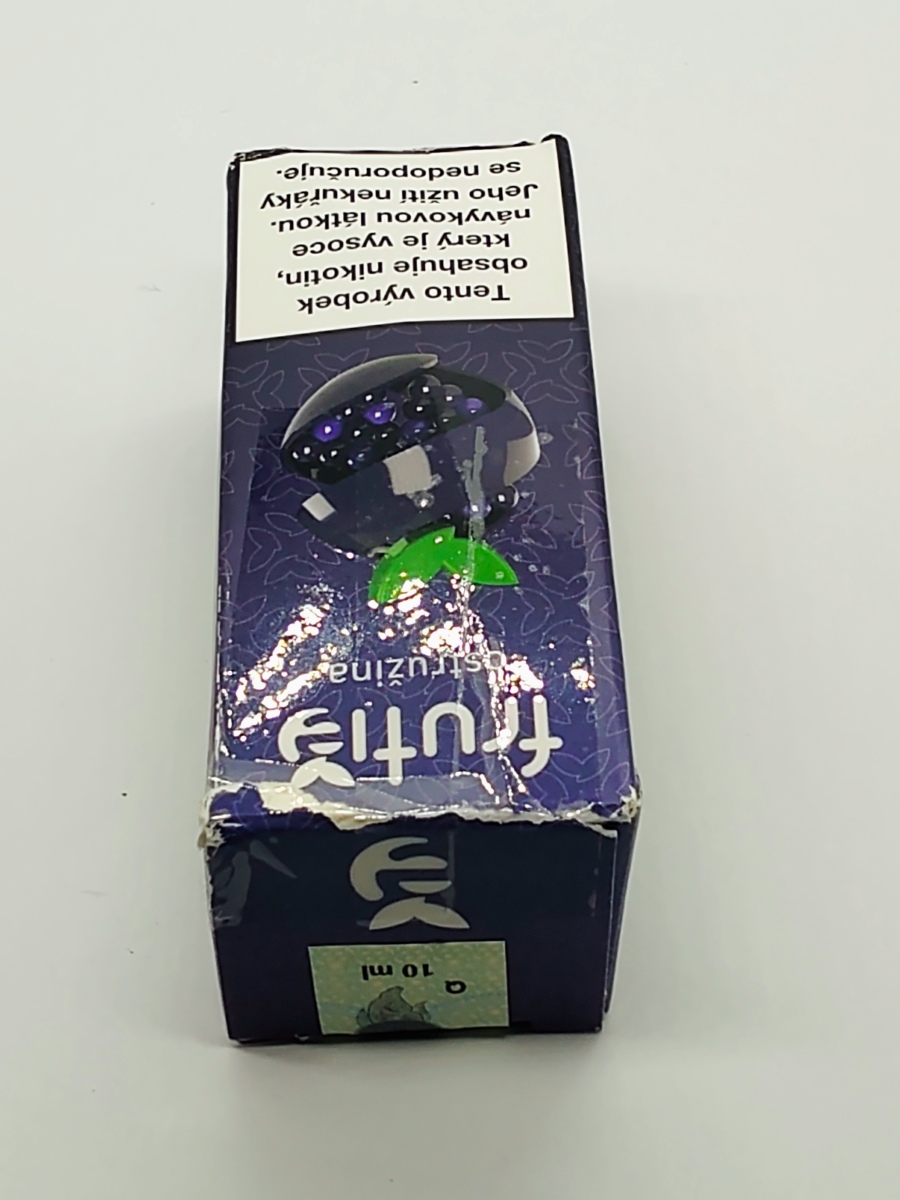 Tento výrobek
obsahuje nikotin,
který je vysoce
návykovou látkou.
Jeho užití nekuřáky
se nedoporučuje.
ostružina
frutie
Q
10 ml